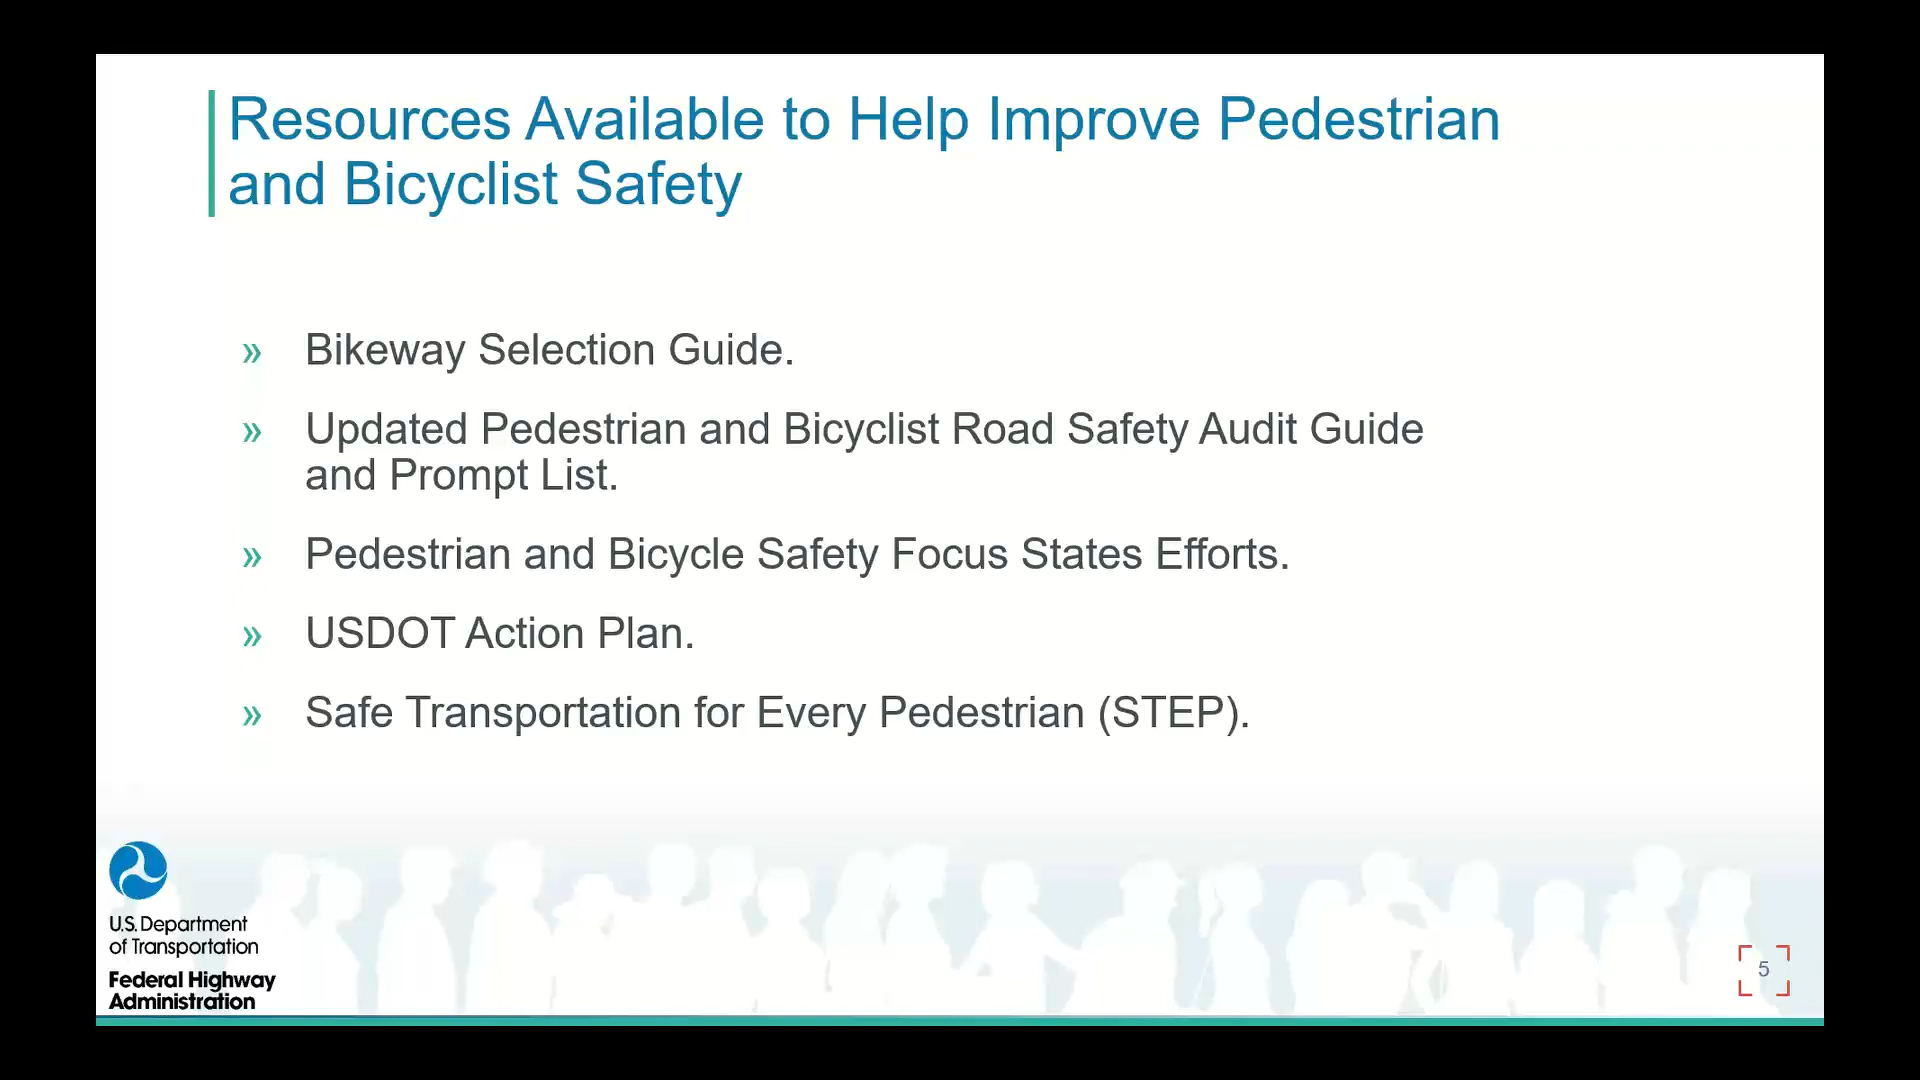 Resources Available to Help Improve Pedestrian
and Bicyclist Safety
» Bikeway Selection Guide.
» Updated Pedestrian and Bicyclist Road Safety Audit Guide
and Prompt List.
» Pedestrian and Bicycle Safety Focus States Efforts.
» USDOT Action Plan.
» Safe Transportation for Every Pedestrian (STEP).
U.S. Department
of Transportation
Federal Highway
Administration
5